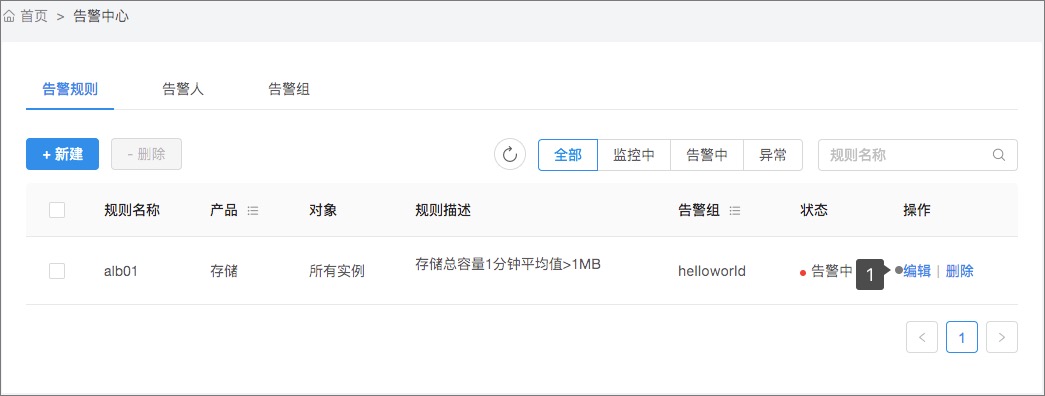 首页 > 告警中心
告警规则 告警人 告警组
+ 新建 - 删除 全部 监控中 告警中 异常 规则名称
规则名称 产品 对象 规则描述 告警组 状态 操作
alb01 存储 所有实例 存储总容量1分钟平均值>1MB helloworld 告警中 1 编辑 | 删除
< 1 >